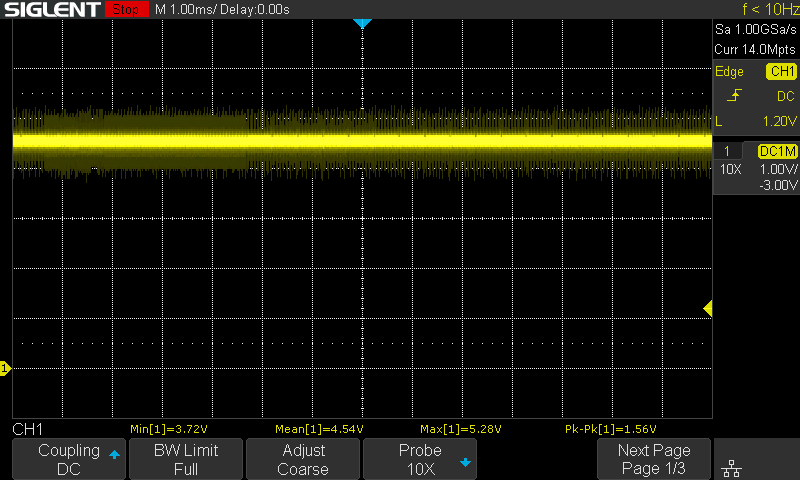 SIGLENT Stop M 1.00ms/ Delay:0.00s f < 10Hz
Sa 1.00GSa/s
Curr 14.0Mpts
Edge CH1
DC
L 1.20V
1 DC1M
10X 1.00V/
-3.00V
1
CH1 Min[1]=3.72V Mean[1]=4.54V Max[1]=5.28V Pk-Pk[1]=1.56V
Coupling BW Limit Adjust Probe Next Page
DC Full Coarse 10X Page 1/3